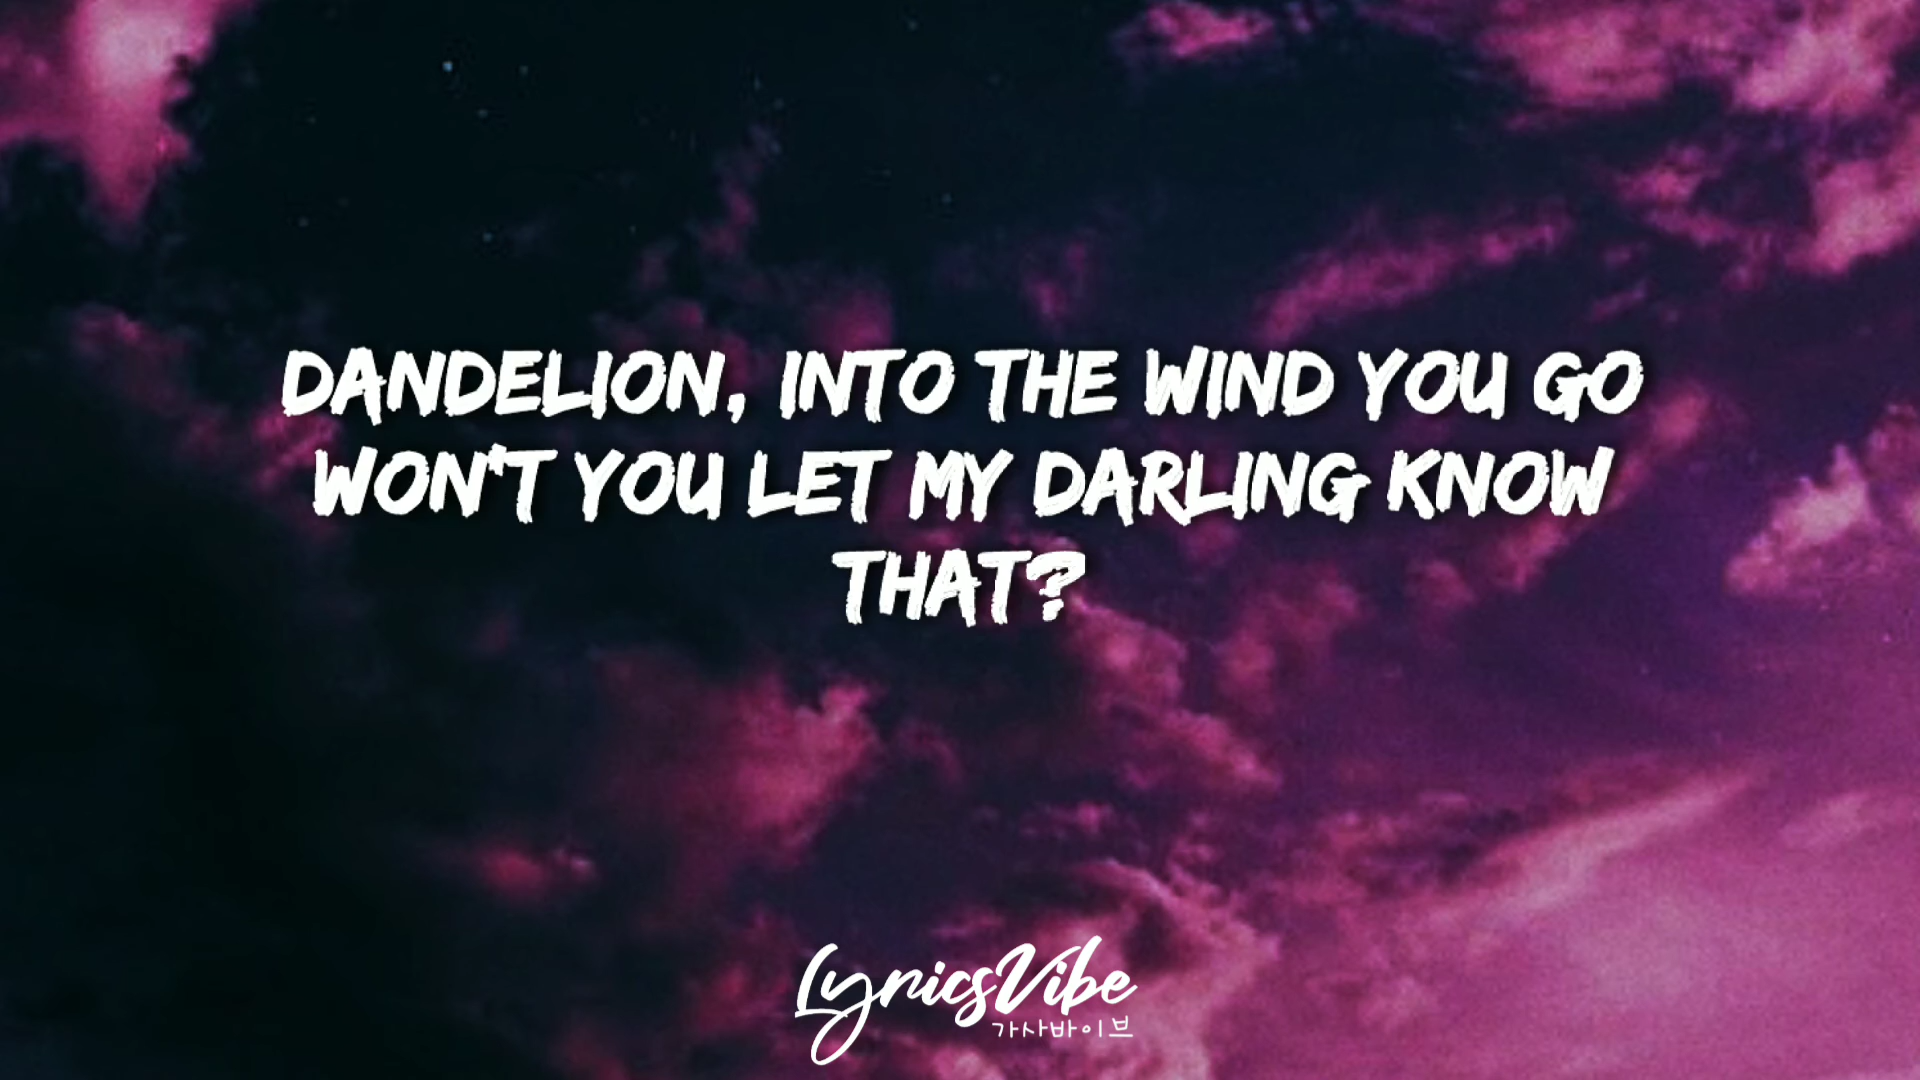 DANDELION, INTO THE WIND YOU GO
WON'T YOU LET MY DARLING KNOW
THAT?
LyricsVibe
가사바이브